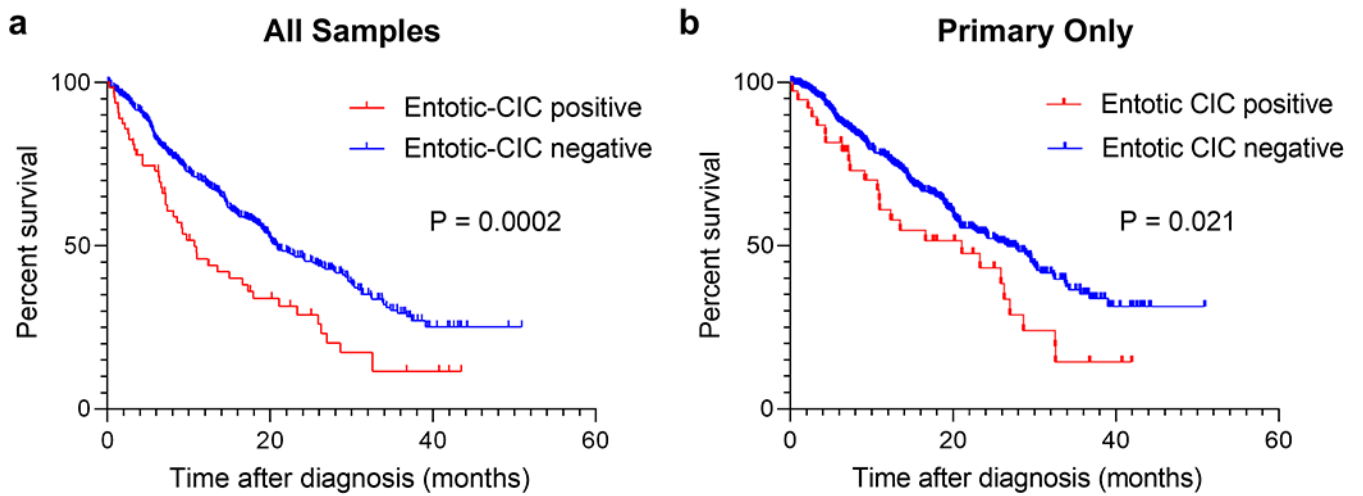 a
All Samples
Percent survival
100
50
0
Entotic-CIC positive
Entotic-CIC negative
P = 0.0002
0
20
40
60
Time after diagnosis (months)
b
Primary Only
Percent survival
100
50
0
Entotic CIC positive
Entotic CIC negative
P = 0.021
0
20
40
60
Time after diagnosis (months)